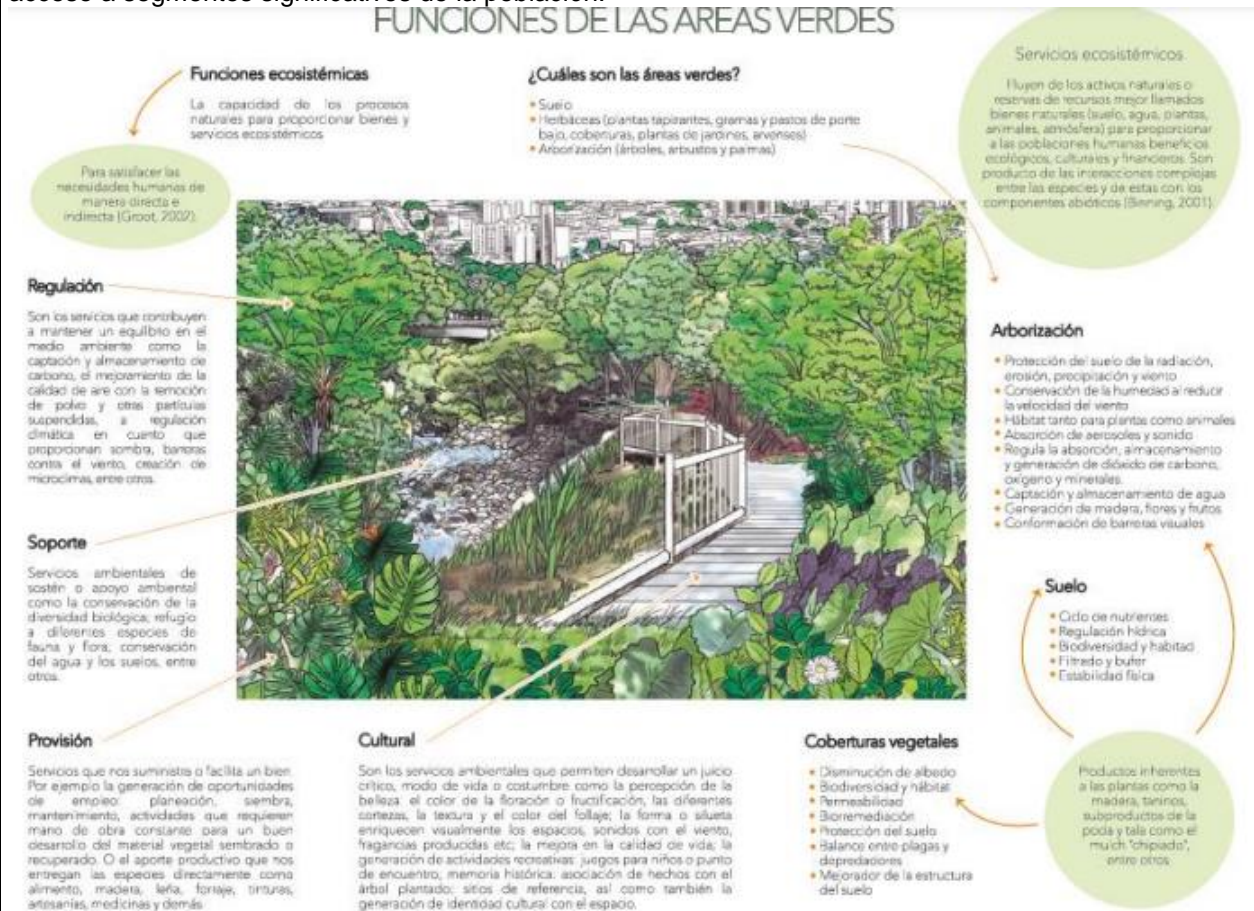 acceso a segmentos significativos de la población.
FUNCIONES DE LAS ÁREAS VERDES
Funciones ecosistémicas
La capacidad de los procesos
naturales para proporcionar bienes y
servicios ecosistémicos
Para satisfacer las
necesidades humanas de
manera directa e
indirecta (Groot, 2002).
¿Cuáles son las áreas verdes?
• Suelo
• Herbáceas (plantas tapizantes, gramas y pastos de porte
bajo, coberturas, plantas de jardines, arvenses)
• Arborización (árboles, arbustos y palmas)
Servicios ecosistémicos
Fluyen de los activos naturales o
reservas de recursos mejor llamados
bienes naturales (suelo, agua, plantas,
animales, atmósfera) para proporcionar
a las poblaciones humanas beneficios
ecológicos, culturales y financieros. Son
producto de las interacciones complejas
entre las especies y de estas con los
componentes abióticos (Binning, 2001).
Regulación
Son los servicios que contribuyen
a mantener un equilibrio en el
medio ambiente como la
captación y almacenamiento de
carbono, el mejoramiento de la
calidad de aire con la remoción
de polvo y otras partículas
suspendidas, a regulación
climática en cuanto que
proporcionan sombra, barreras
contra el viento, creación de
microclimas, entre otros.
Soporte
Servicios ambientales de
sostén o apoyo ambiental
como la conservación de la
diversidad biológica; refugio
a diferentes especies de
fauna y flora, conservación
del agua y los suelos, entre
otros.
Provisión
Servicios que nos suministra o facilita un bien.
Por ejemplo la generación de oportunidades
de empleo: planeación, siembra,
mantenimiento, actividades que requieren
mano de obra constante para un buen
desarrollo del material vegetal sembrado o
recuperado. O el aporte productivo que nos
entregan las especies directamente como
alimento, madera, leña, forraje, tinturas,
artesanías, medicinas y demás
Cultural
Son los servicios ambientales que permiten desarrollar un juicio
crítico, modo de vida o costumbre como la percepción de la
belleza: el color de la floración o fructificación, las diferentes
cortezas, la textura y el color del follaje; la forma o silueta
enriquecen visualmente los espacios, sonidos con el viento,
fragancias producidas etc; la mejora en la calidad de vida; la
generación de actividades recreativas: juegos para niños o punto
de encuentro; memoria histórica: asociación de hechos con el
árbol plantado; sitios de referencia, así como también la
generación de identidad cultural con el espacio.
Arborización
• Protección del suelo de la radiación,
erosión, precipitación y viento
• Conservación de la humedad al reducir
la velocidad del viento
• Hábitat tanto para plantas como animales
• Absorción de aerosoles y sonido
• Regula la absorción, almacenamiento
y generación de dióxido de carbono,
oxígeno y minerales.
• Captación y almacenamiento de agua
• Generación de madera, flores y frutos
• Conformación de barreras visuales
Suelo
• Ciclo de nutrientes
• Regulación hídrica
• Biodiversidad y habitad
• Filtrado y bufer
• Estabilidad física
Coberturas vegetales
• Disminución de albedo
• Biodiversidad y hábitat
• Permeabilidad
• Biorremediación
• Protección del suelo
• Balance entre plagas y
depredadores
• Mejorador de la estructura
del suelo
Productos inherentes
a las plantas como la
madera, taninos,
subproductos de la
poda y tala como el
mulch "chipiado",
entre otros